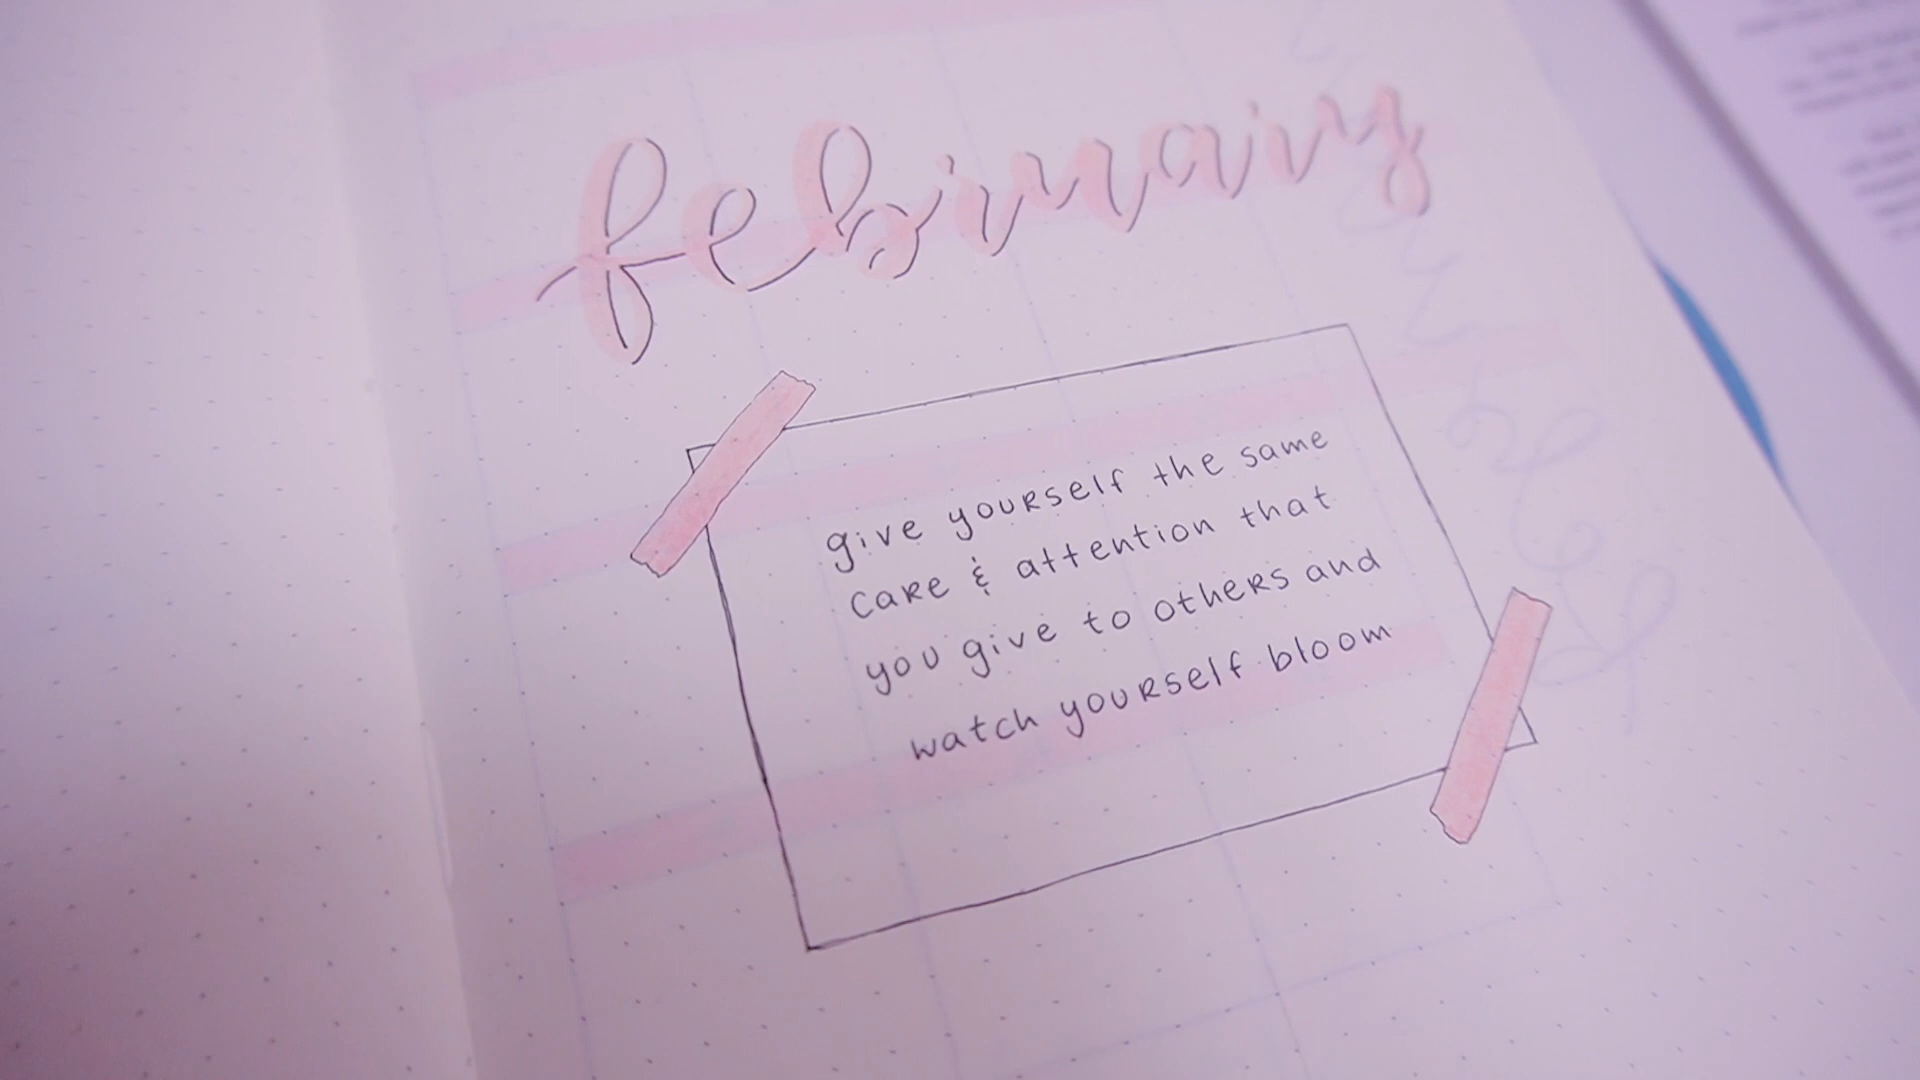 february
give yourself the same
care & attention that
you give to others and
watch yourself bloom